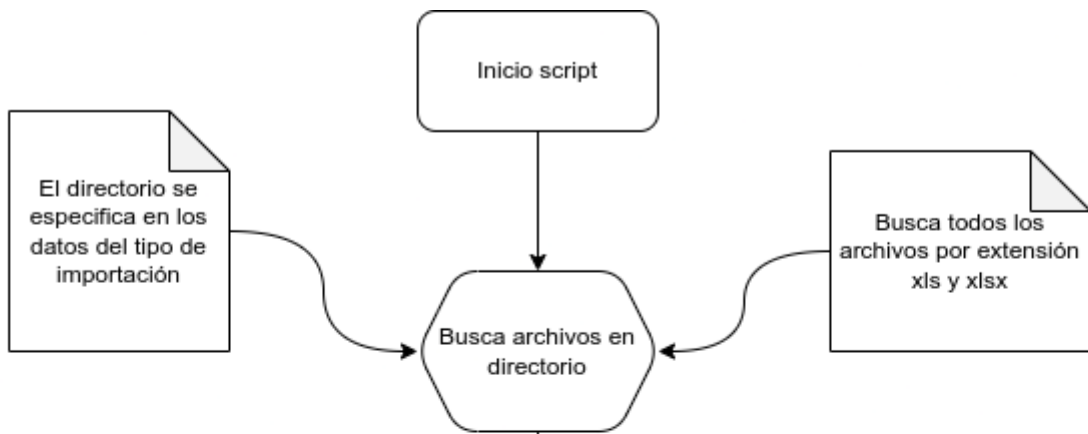 Inicio script
El directorio se
especifica en los
datos del tipo de
importación
Busca todos los
archivos por extensión
xls y xlsx
Busca archivos en
directorio